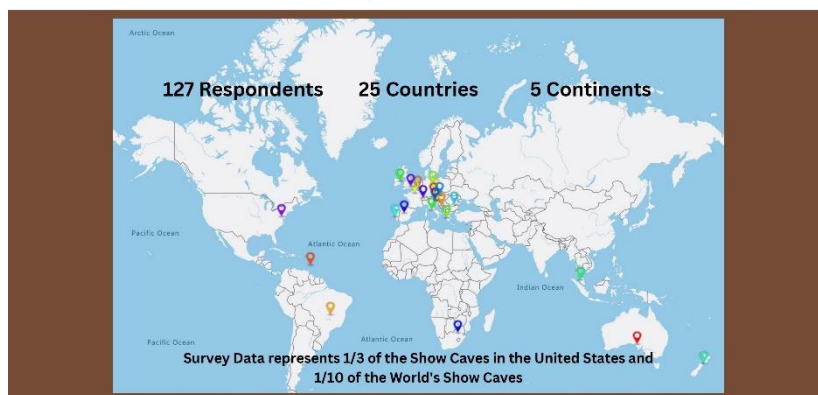 Arctic Ocean
127 Respondents 25 Countries 5 Continents
Pacific Ocean
Atlantic Ocean
Indian Ocean
Pacific Ocean
Atlantic Ocean
Survey Data represents 1/3 of the Show Caves in the United States and
1/10 of the World's Show Caves